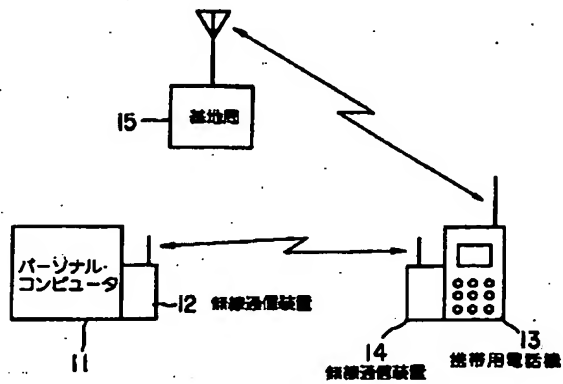 15
基地局
パーソナル・
コンピュータ
12 無線通信装置
11
13
携帯用電話機
14
無線通信装置